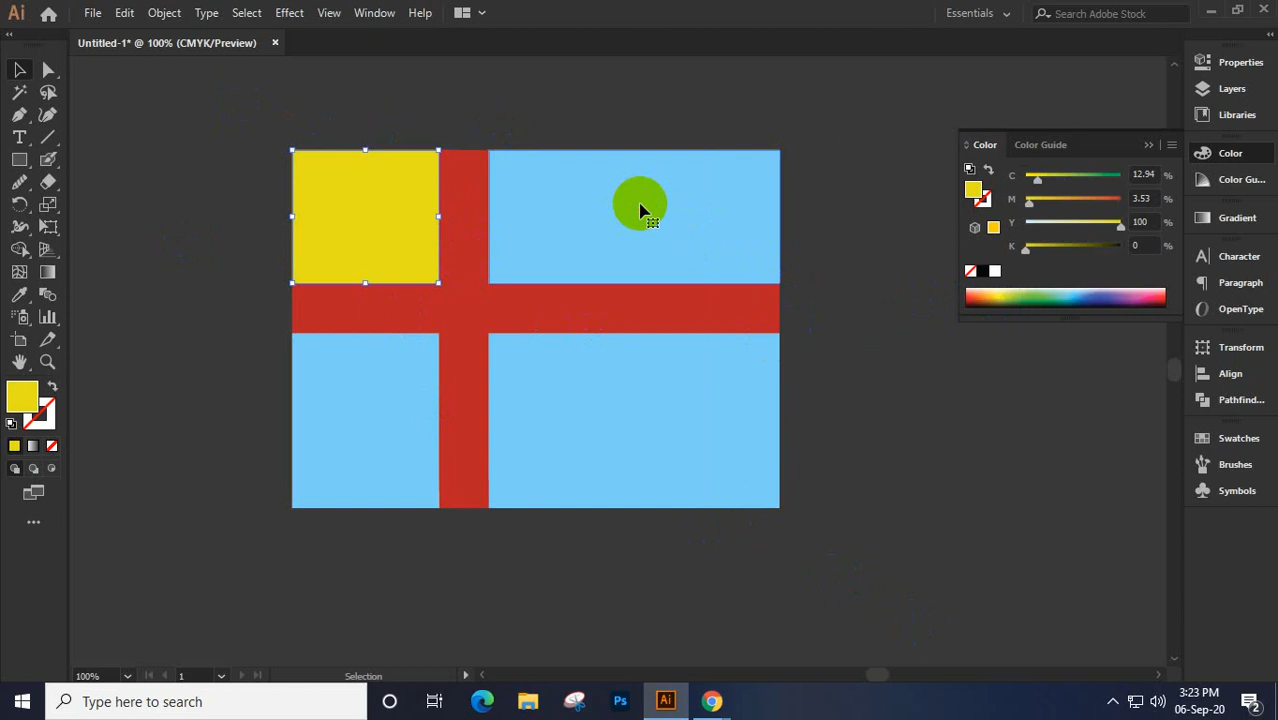 Ai File Edit Object Type Select Effect View Window Help Essentials Search Adobe Stock
Untitled-1* @ 100% (CMYK/Preview)
Properties
Layers
Libraries
Color
Color Gu...
Gradient
Character
Paragraph
OpenType
Transform
Align
Pathfind...
Swatches
Brushes
Symbols
Color Color Guide
C 12.94 %
M 3.53 %
Y 100 %
K 0 %
100% 1 Selection
Type here to search
Ps Ai
3:23 PM
06-Sep-20
2